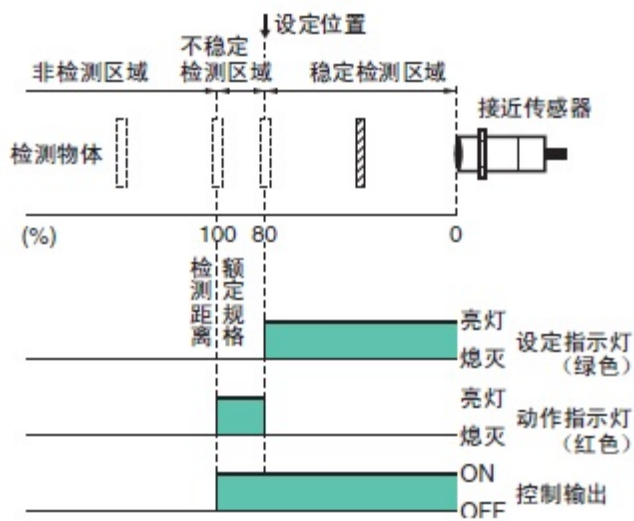 设定位置
不稳定
非检测区域
检测区域
稳定检测区域
接近传感器
检测物体
(%)
100
80
0
检测距离
额定规格
亮灯
熄灭
设定指示灯
（绿色）
亮灯
熄灭
动作指示灯
（红色）
ON
OFF
控制输出